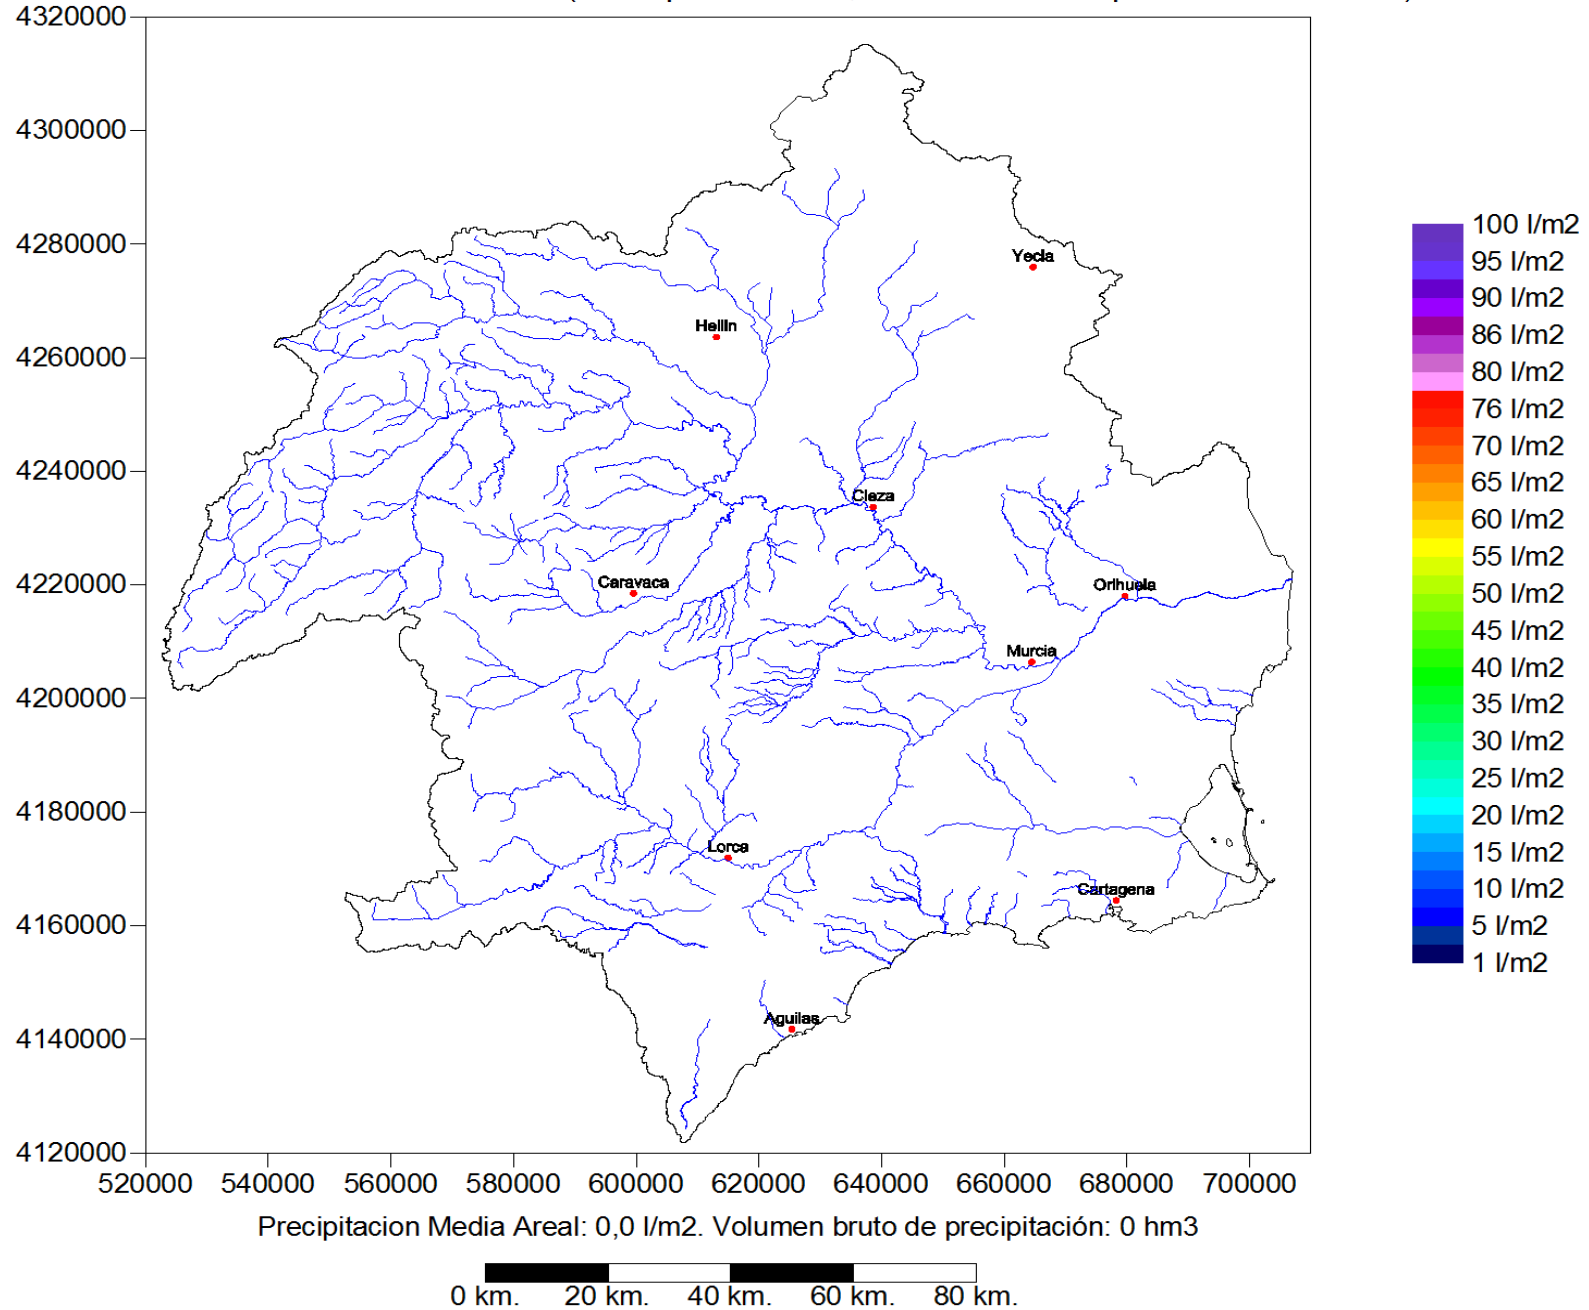 4320000
4300000
4280000
4260000
4240000
4220000
4200000
4180000
4160000
4140000
4120000
520000 540000 560000 580000 600000 620000 640000 660000 680000 700000
Yecla
Hellin
Cieza
Caravaca
Orihuela
Murcia
Lorca
Cartagena
Aguilas
100 l/m2
95 l/m2
90 l/m2
86 l/m2
80 l/m2
76 l/m2
70 l/m2
65 l/m2
60 l/m2
55 l/m2
50 l/m2
45 l/m2
40 l/m2
35 l/m2
30 l/m2
25 l/m2
20 l/m2
15 l/m2
10 l/m2
5 l/m2
1 l/m2
Precipitacion Media Areal: 0,0 l/m2. Volumen bruto de precipitación: 0 hm3
0 km. 20 km. 40 km. 60 km. 80 km.